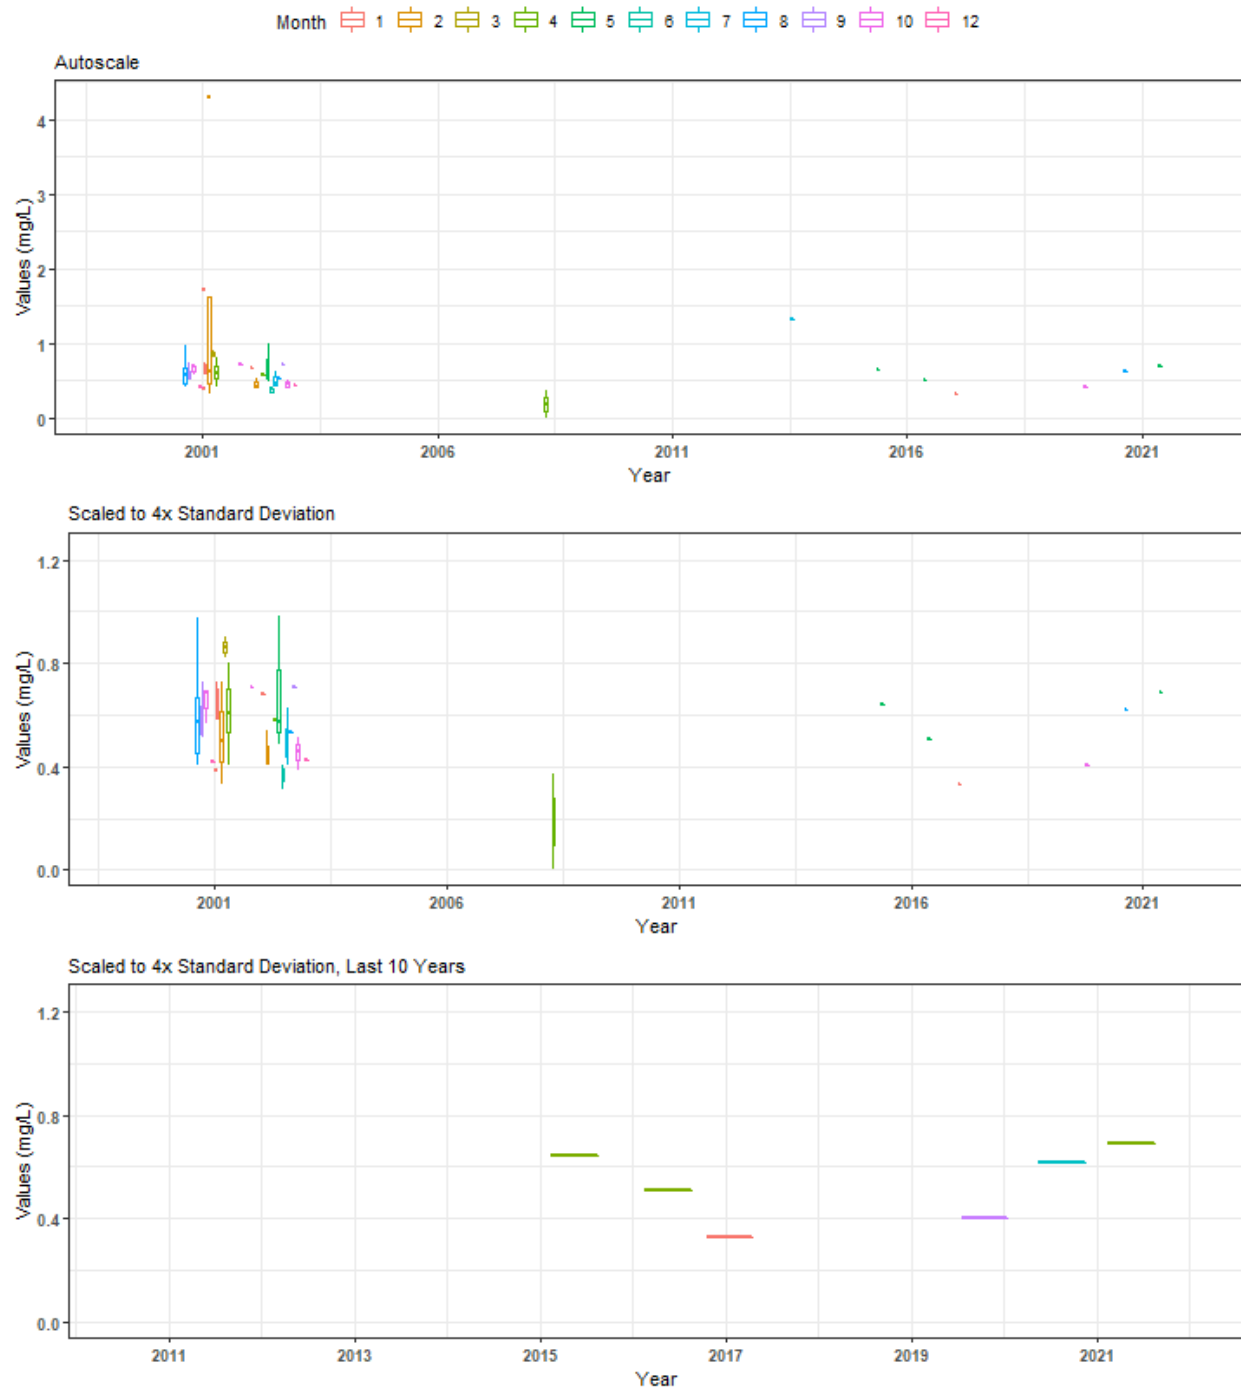 Month 1 2 3 4 5 6 7 8 9 10 12
Autoscale
Values (mg/L)
4
3
2
1
0
2001 2006 2011 2016 2021
Year
Scaled to 4x Standard Deviation
Values (mg/L)
1.2
0.8
0.4
0.0
2001 2006 2011 2016 2021
Year
Scaled to 4x Standard Deviation, Last 10 Years
Values (mg/L)
1.2
0.8
0.4
0.0
2011 2013 2015 2017 2019 2021
Year